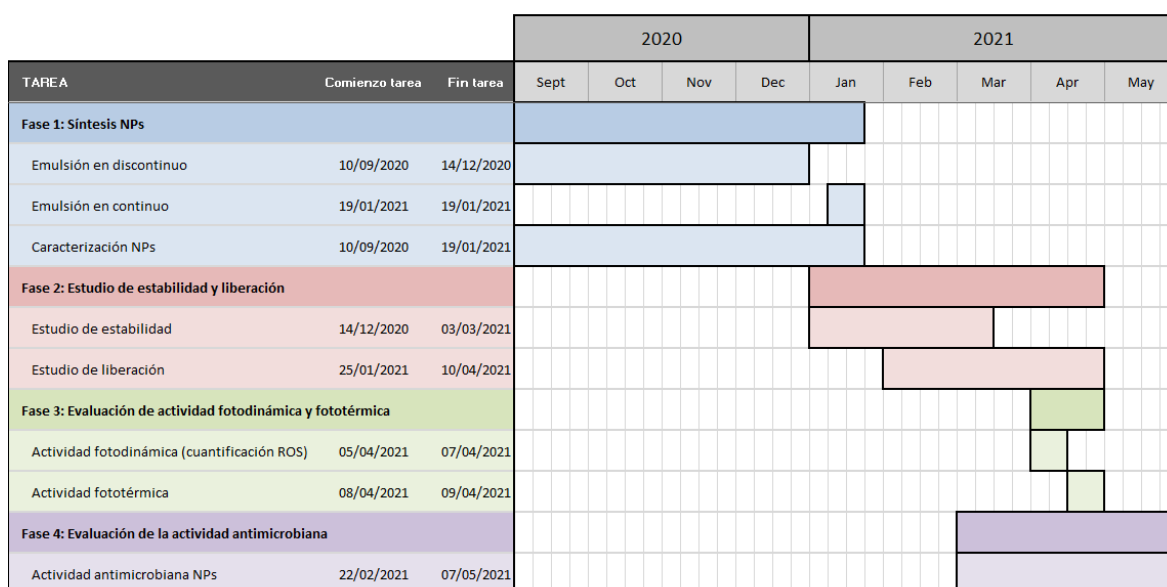 2020 2021
TAREA Comienzo tarea Fin tarea Sept Oct Nov Dec Jan Feb Mar Apr May
Fase 1: Síntesis NPs
Emulsión en discontinuo 10/09/2020 14/12/2020
Emulsión en continuo 19/01/2021 19/01/2021
Caracterización NPs 10/09/2020 19/01/2021
Fase 2: Estudio de estabilidad y liberación
Estudio de estabilidad 14/12/2020 03/03/2021
Estudio de liberación 25/01/2021 10/04/2021
Fase 3: Evaluación de actividad fotodinámica y fototérmica
Actividad fotodinámica (cuantificación ROS) 05/04/2021 07/04/2021
Actividad fototérmica 08/04/2021 09/04/2021
Fase 4: Evaluación de la actividad antimicrobiana
Actividad antimicrobiana NPs 22/02/2021 07/05/2021